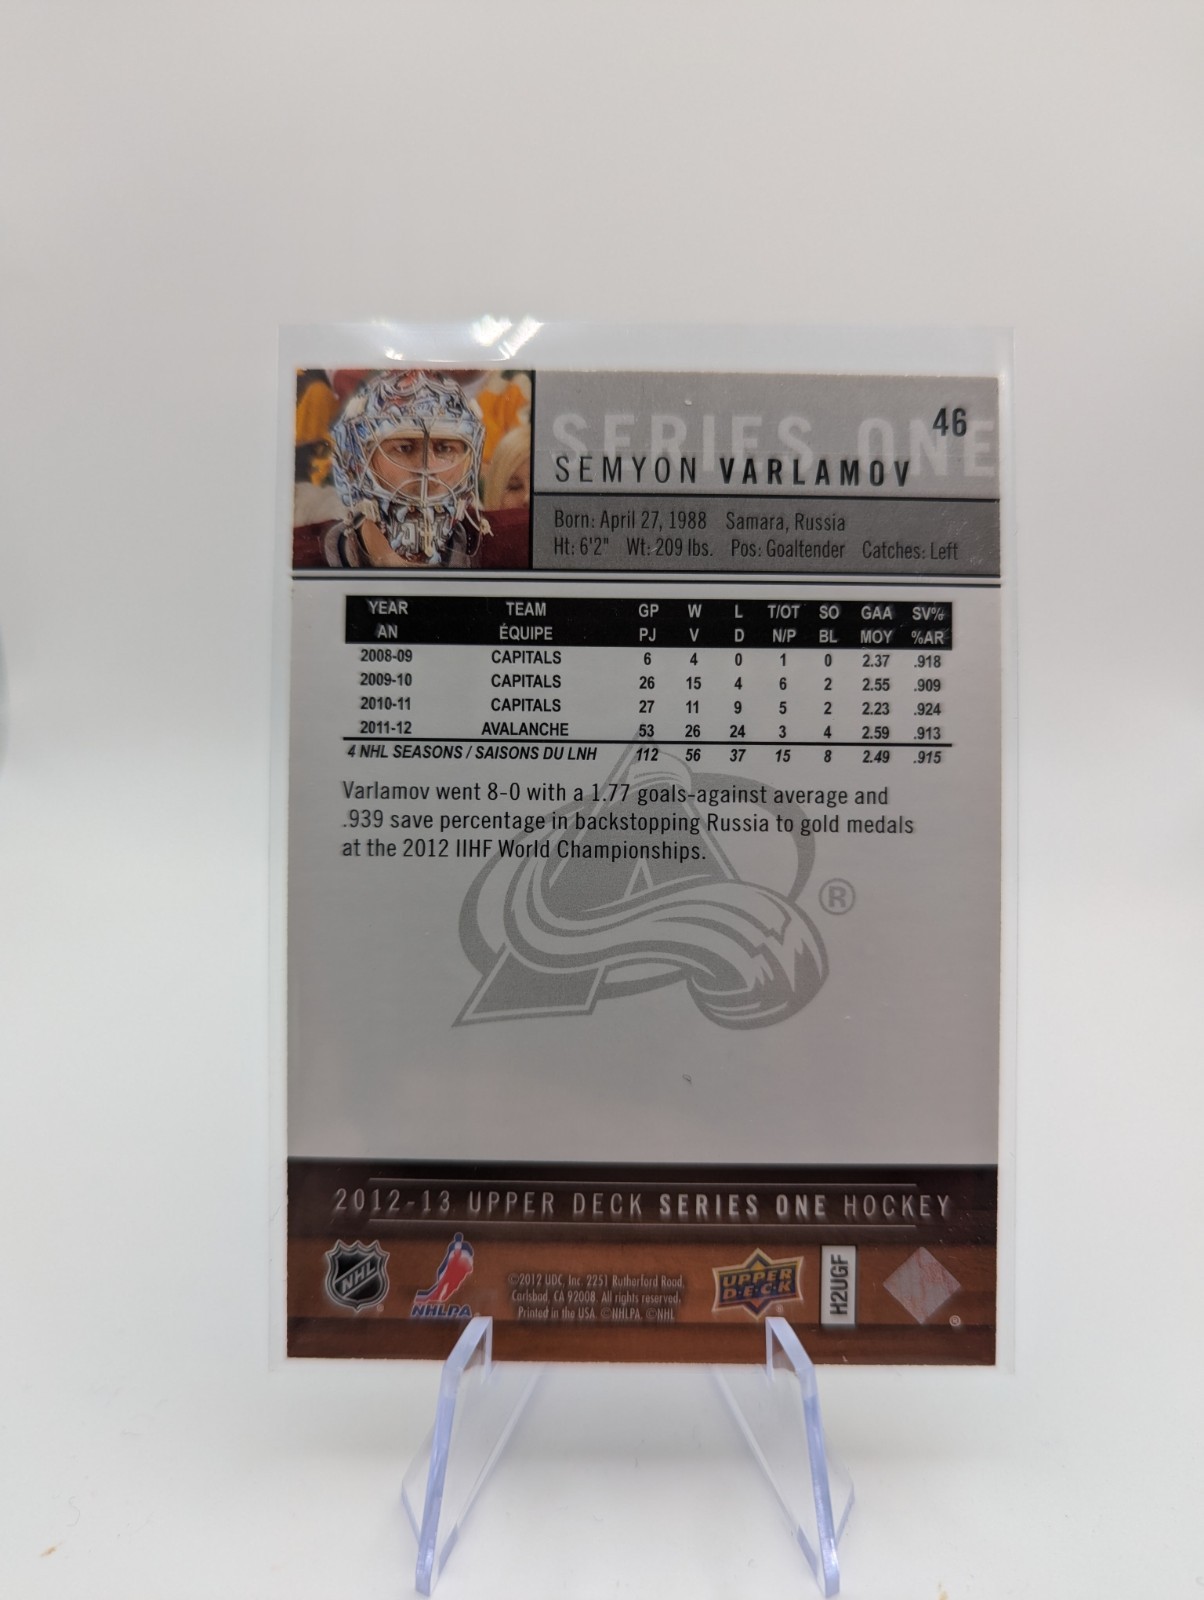 46
SERIES ONE
SEMYON VARLAMOV
Born: April 27, 1988 Samara, Russia
Ht: 6'2" Wt: 209 lbs. Pos: Goaltender Catches: Left
YEAR TEAM GP W L T/OT SO GAA SV%
AN ÉQUIPE PJ V D N/P BL MOY %AR
2008-09 CAPITALS 6 4 0 1 0 2.37 .918
2009-10 CAPITALS 26 15 4 6 2 2.55 .909
2010-11 CAPITALS 27 11 9 5 2 2.23 .924
2011-12 AVALANCHE 53 26 24 3 4 2.59 .913
4 NHL SEASONS / SAISONS DU LNH 112 56 37 15 8 2.49 .915
Varlamov went 8-0 with a 1.77 goals-against average and
.939 save percentage in backstopping Russia to gold medals
at the 2012 IIHF World Championships.
®
2012-13 UPPER DECK SERIES ONE HOCKEY
NHL ®
NHLPA
©2012 UDC, Inc. 2251 Rutherford Road,
Carlsbad, CA 92008. All rights reserved.
Printed in the USA. ©NHLPA. ©NHL
UPPER DECK ®
H2UGF
®